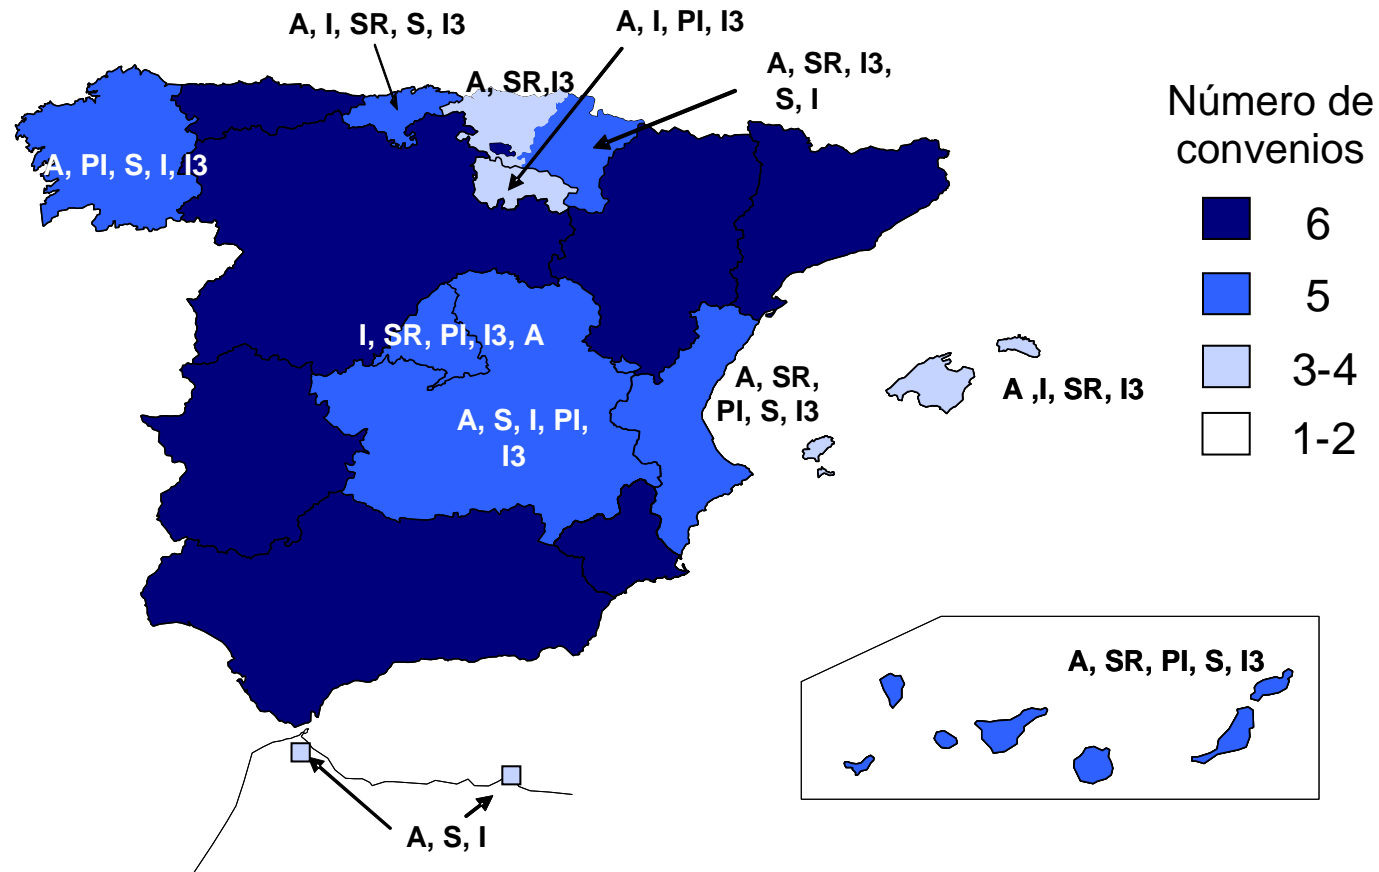 A, I, SR, S, I3
A, I, PI, I3
A, SR,I3
A, SR, I3,
S, I
A, PI, S, I, I3
I, SR, PI, I3, A
A, S, I, PI,
I3
A, SR,
PI, S, I3
A ,I, SR, I3
A, SR, PI, S, I3
A, S, I
Número de
convenios
6
5
3-4
1-2